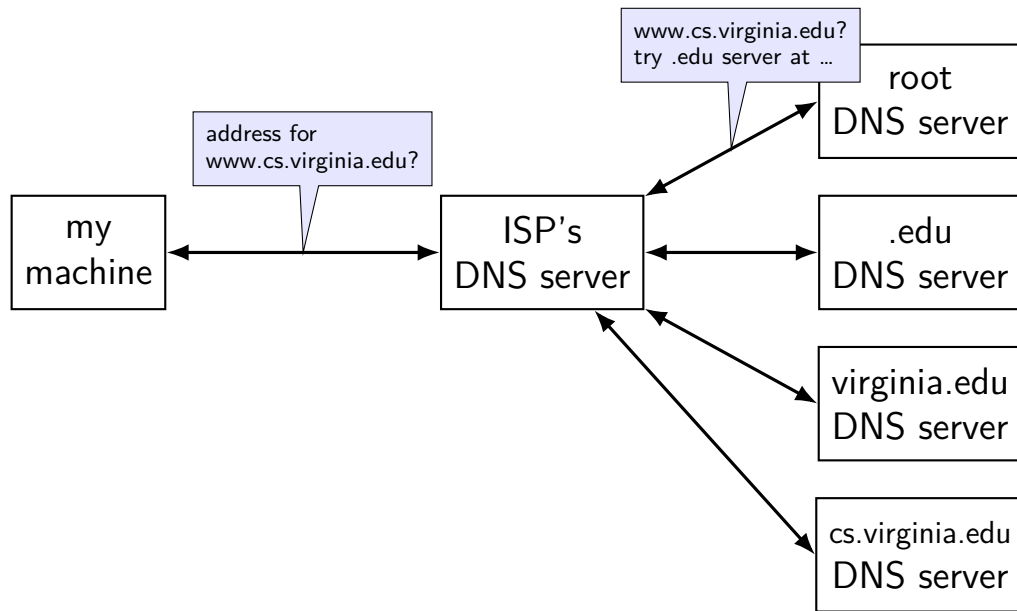 www.cs.virginia.edu?
try .edu server at …
root
DNS server
address for
www.cs.virginia.edu?
my
machine
ISP's
DNS server
.edu
DNS server
virginia.edu
DNS server
cs.virginia.edu
DNS server